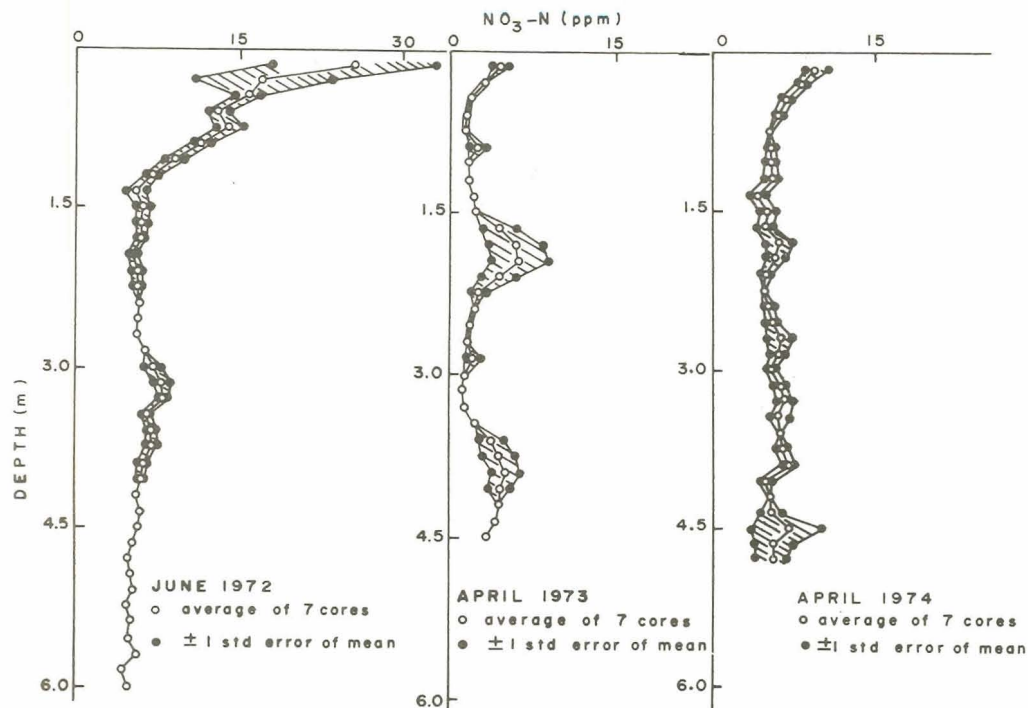 NO3-N (ppm)
0 15 30 0 15 0 15
1.5 1.5 1.5
3.0 3.0 3.0
DEPTH (m)
4.5 4.5 4.5
JUNE 1972
○ average of 7 cores
● ±1 std error of mean
APRIL 1973
○ average of 7 cores
● ±1 std error of mean
APRIL 1974
○ average of 7 cores
● ±1 std error of mean
6.0 6.0 6.0